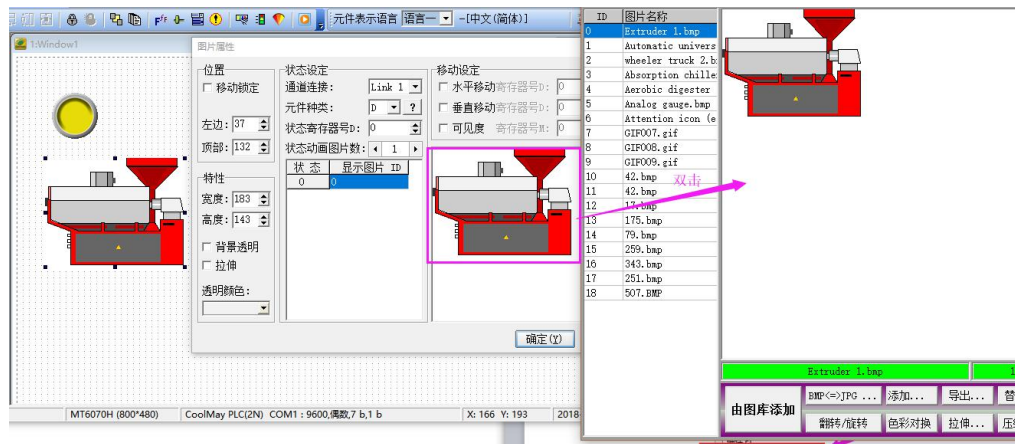 元件表示语言 语言一 -[中文(简体)]
1:Window1
图片属性
位置
移动锁定
左边: 37
顶部: 132
特性
宽度: 183
高度: 143
背景透明
拉伸
透明颜色:
状态设定
通道连接: Link 1
元件种类: D ?
状态寄存器号D: 0
状态动画图片数: 1
状 态 显示图片 ID
0 0
移动设定
水平移动 寄存器号D: 0
垂直移动 寄存器号D: 0
可见度 寄存器号M: 0
确定(Y)
ID 图片名称
0 Extruder 1.bmp
1 Automatic univers
2 wheeler truck 2.b
3 Absorption chille
4 Aerobic digester
5 Analog gauge.bmp
6 Attention icon (e
7 GIF007.gif
8 GIF008.gif
9 GIF009.gif
10 42.bmp
11 42.bmp
12 17.bmp
13 175.bmp
14 79.bmp
15 259.bmp
16 343.bmp
17 251.bmp
18 507.BMP
双击
Extruder 1.bmp 1
由图库添加
BMP<=>JPG ... 添加... 导出... 替
翻转/旋转 色彩对换 拉伸...
MT6070H (800*480) CoolMay PLC(2N) COM1 : 9600,偶数,7 b,1 b X: 166 Y: 193 2018-